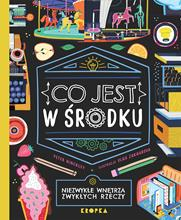 CO JEST
W ŚRODKU
NIEZWYKŁE WNĘTRZA
ZWYKŁYCH RZECZY
KROPKA